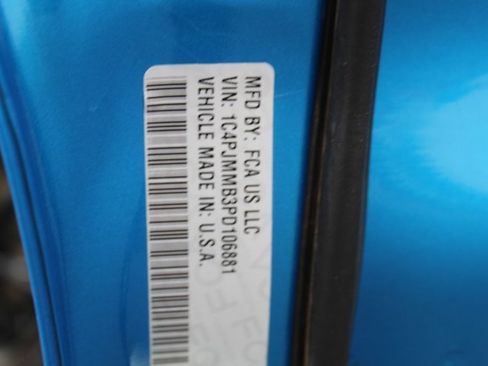 MFD BY: FCA US LLC
VIN: 1C4PJMMB3PD106881
VEHICLE MADE IN: U.S.A.